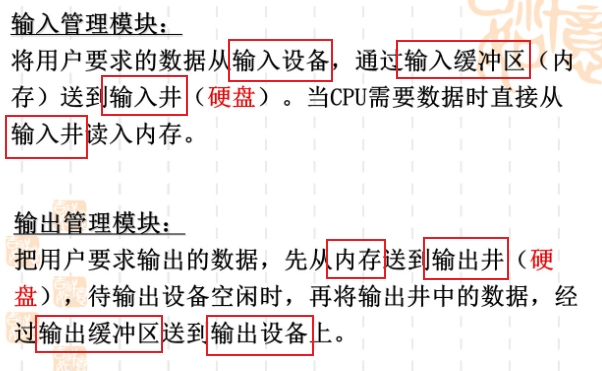 输入管理模块：
将用户要求的数据从输入设备，通过输入缓冲区（内
存）送到输入井（硬盘）。当CPU需要数据时直接从
输入井读入内存。
输出管理模块：
把用户要求输出的数据，先从内存送到输出井（硬
盘），待输出设备空闲时，再将输出井中的数据，经
过输出缓冲区送到输出设备上。